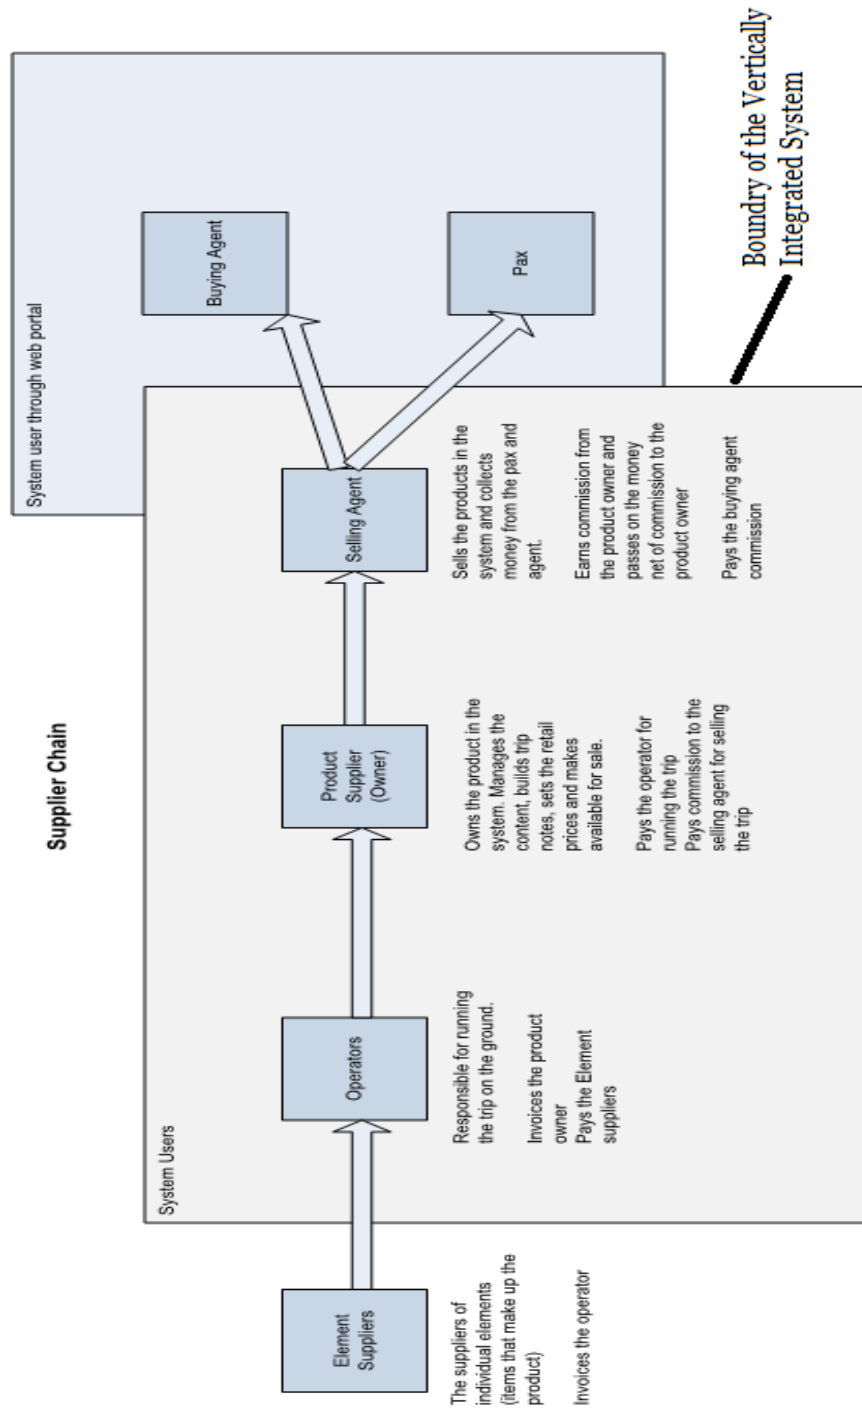 Supplier Chain
System user through web portal
System Users
Element
Suppliers
Operators
Product
Supplier
(Owner)
Selling Agent
Buying Agent
Pax
The suppliers of
individual elements
(items that make up the
product)
Invoices the operator
Responsible for running
the trip on the ground.
Invoices the product
owner
Pays the Element
suppliers
Owns the product in the
system. Manages the
content, builds trip
notes, sets the retail
prices and makes
available for sale.
Pays the operator for
running the trip
Pays commission to the
selling agent for selling
the trip
Sells the products in the
system and collects
money from the pax and
agent.
Earns commission from
the product owner and
passes on the money
net of commission to the
product owner
Pays the buying agent
commission
Boundry of the Vertically
Integrated System